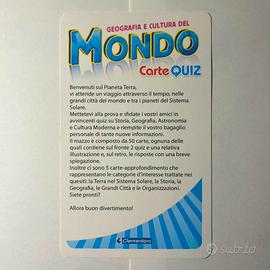 GEOGRAFIA E CULTURA DEL
MONDO
Carte QUIZ
Benvenuti sul Pianeta Terra,
vi attende un viaggio attraverso il tempo, nelle
grandi città del mondo e tra i pianeti del Sistema
Solare.
Mettetevi alla prova e sfidate i vostri amici in
avvincenti quiz su Storia, Geografia, Astronomia
e Cultura Moderna e riempite il vostro bagaglio
personale di tante nuove informazioni.
Il mazzo è composto da 50 carte, ognuna delle
quali contiene sul fronte 2 quiz e una relativa
illustrazione e, sul retro, le risposte con una breve
spiegazione.
Inoltre ci sono 5 carte-approfondimento che
rappresentano le categorie d'interesse trattate nei
quesiti: la Terra nel Sistema Solare, la Storia, la
Geografia, le Grandi Città e le Organizzazioni.
Siete pronti?
Allora buon divertimento!
Clementoni
subito